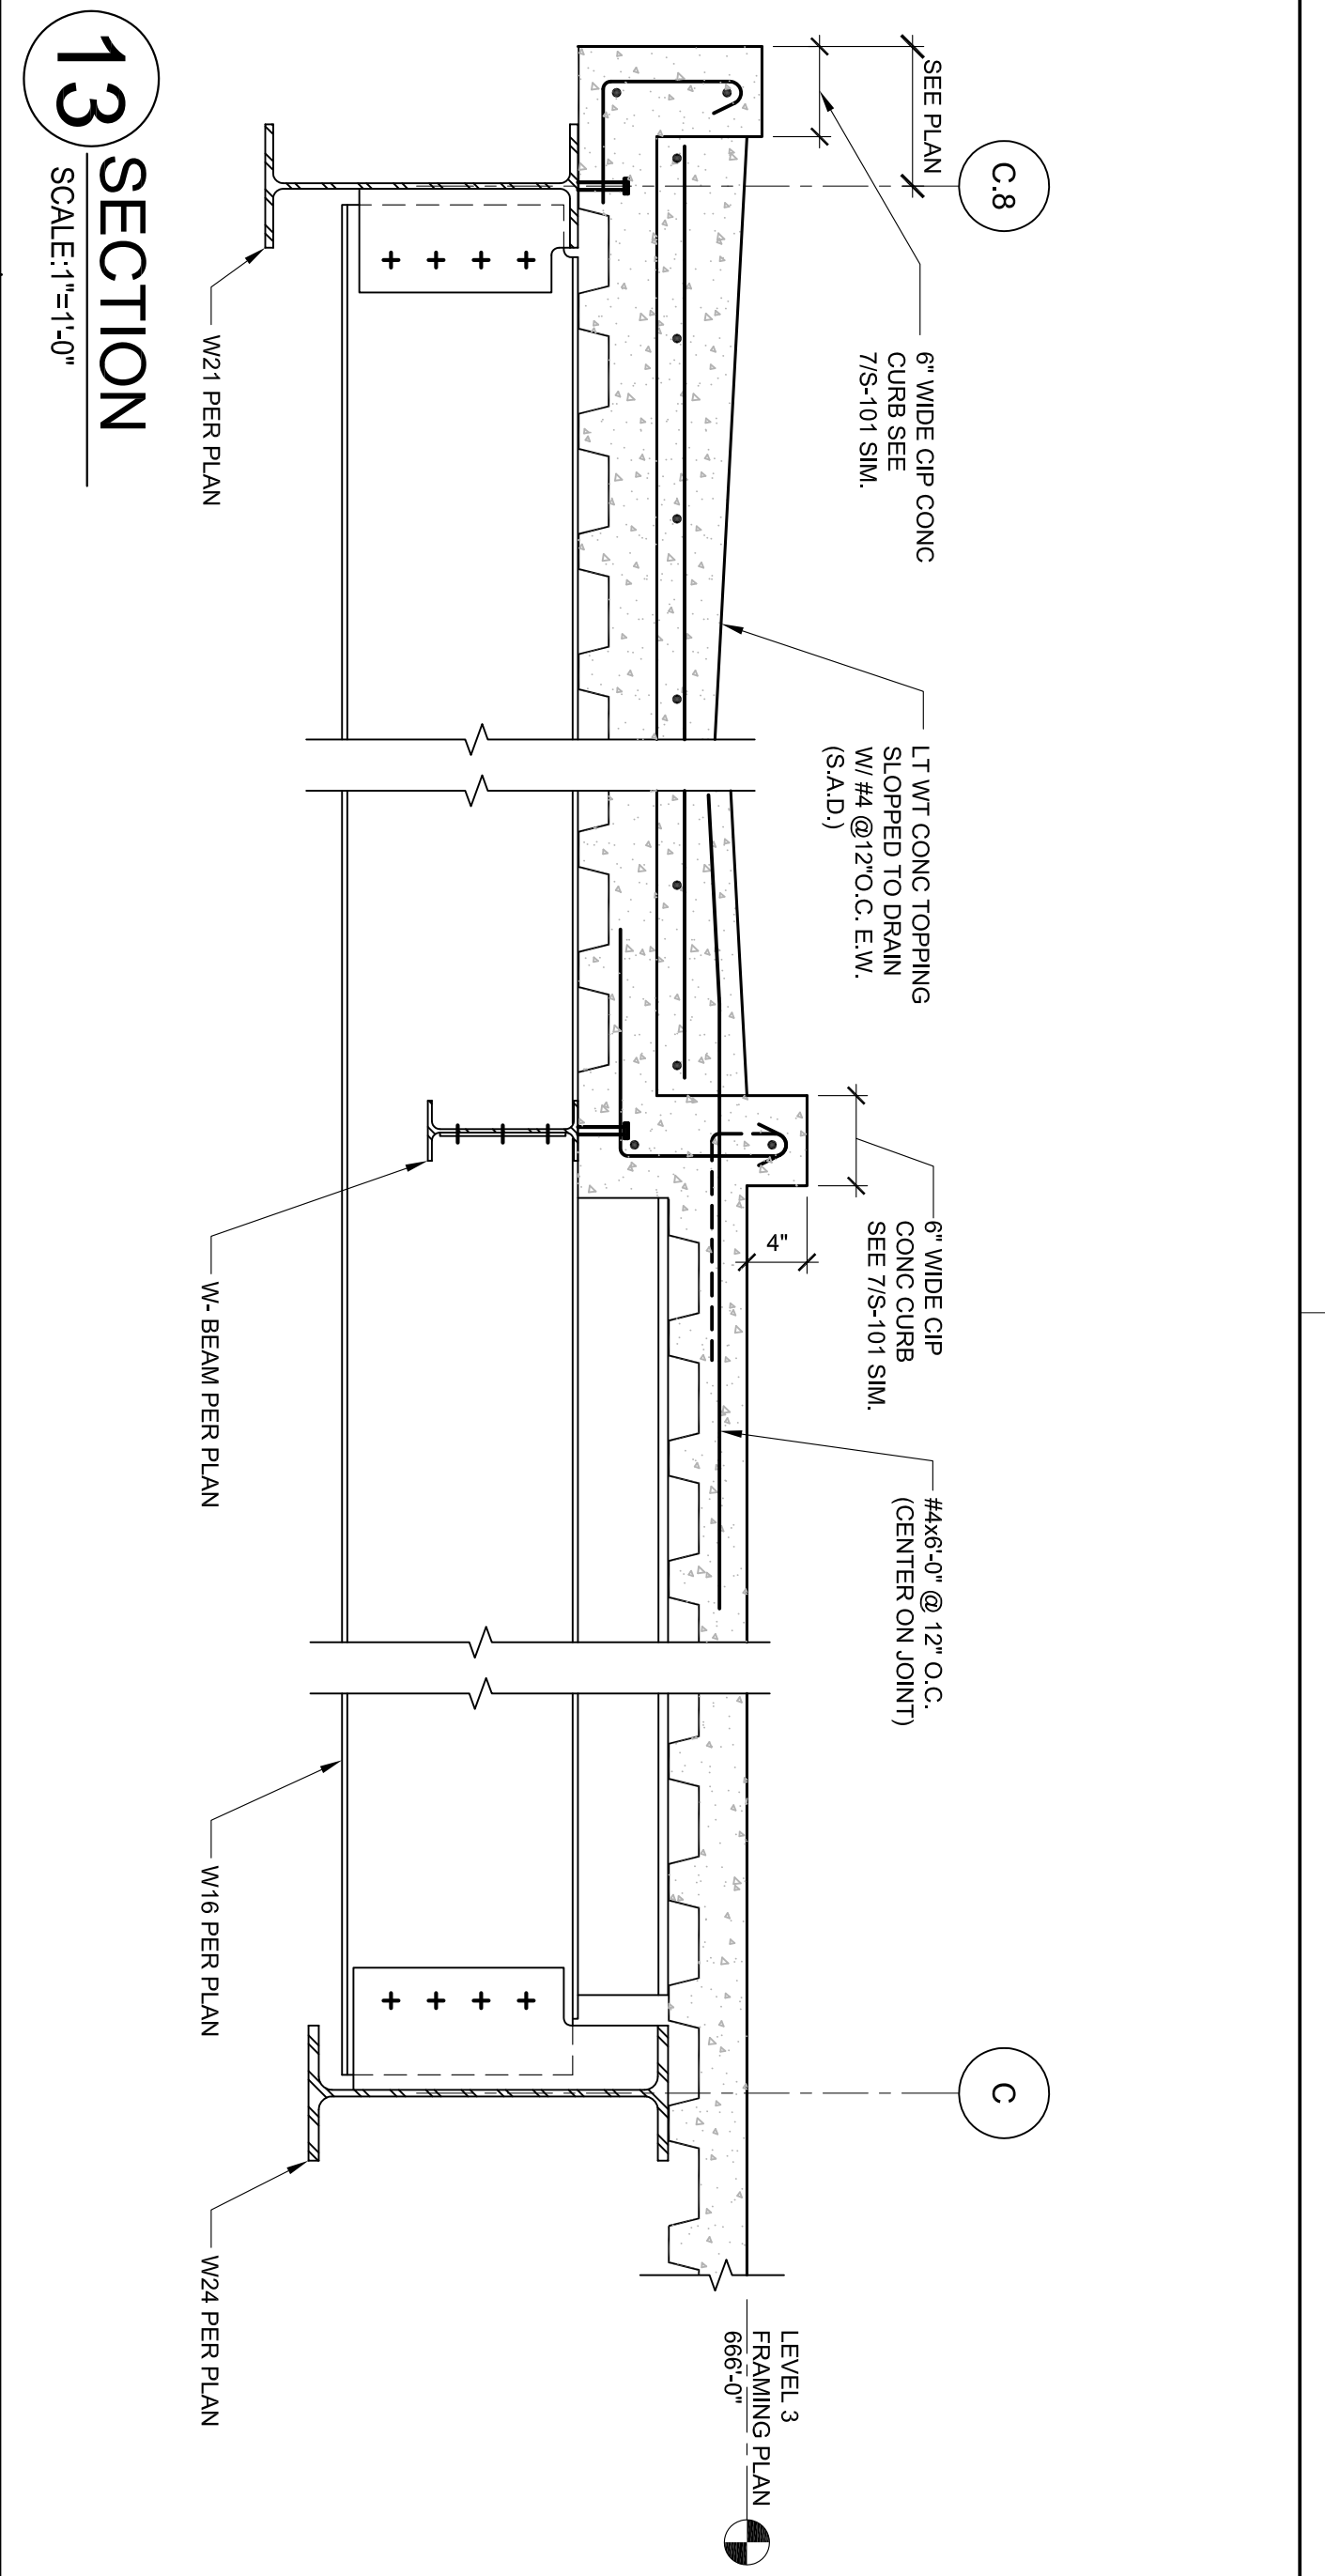 C.8
C
SEE PLAN
6" WIDE CIP CONC
CURB SEE
7/S-101 SIM.
LT WT CONC TOPPING
SLOPPED TO DRAIN
W/ #4 @12"O.C. E.W.
(S.A.D.)
6" WIDE CIP
CONC CURB
SEE 7/S-101 SIM.
4"
#4x6'-0" @ 12" O.C.
(CENTER ON JOINT)
LEVEL 3
FRAMING PLAN
666'-0"
W21 PER PLAN
W- BEAM PER PLAN
W16 PER PLAN
W24 PER PLAN
13 SECTION
SCALE:1"=1'-0"